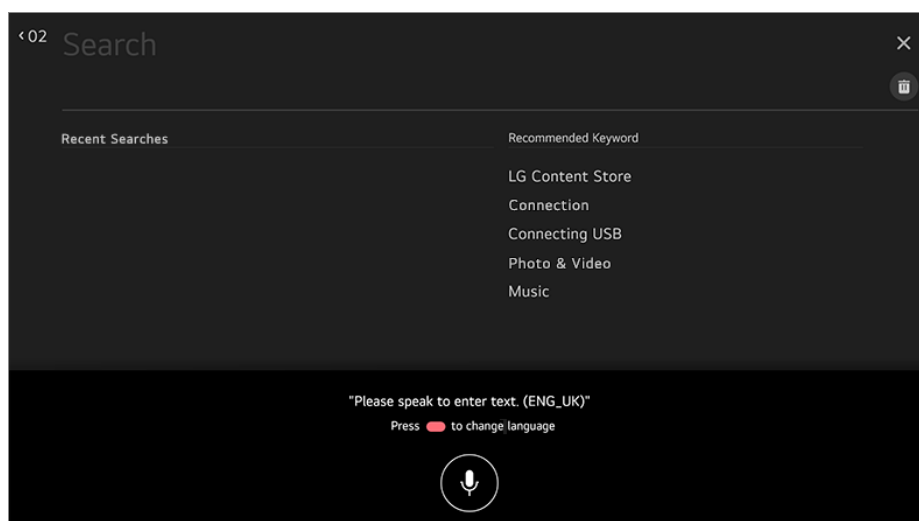 ‹ 02
Search
Recent Searches
Recommended Keyword
LG Content Store
Connection
Connecting USB
Photo & Video
Music
"Please speak to enter text. (ENG_UK)"
Press to change language